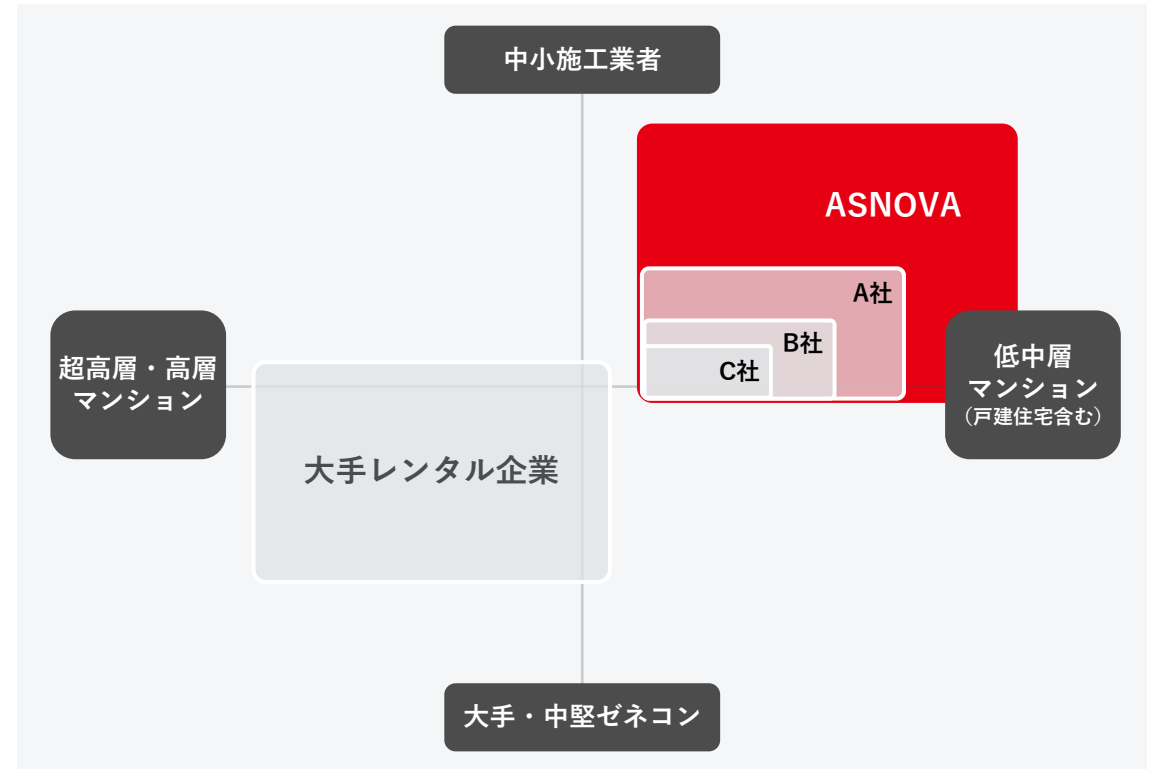 中小施工業者
ASNOVA
A社
B社
C社
超高層・高層
マンション
低中層
マンション
（戸建住宅含む）
大手レンタル企業
大手・中堅ゼネコン